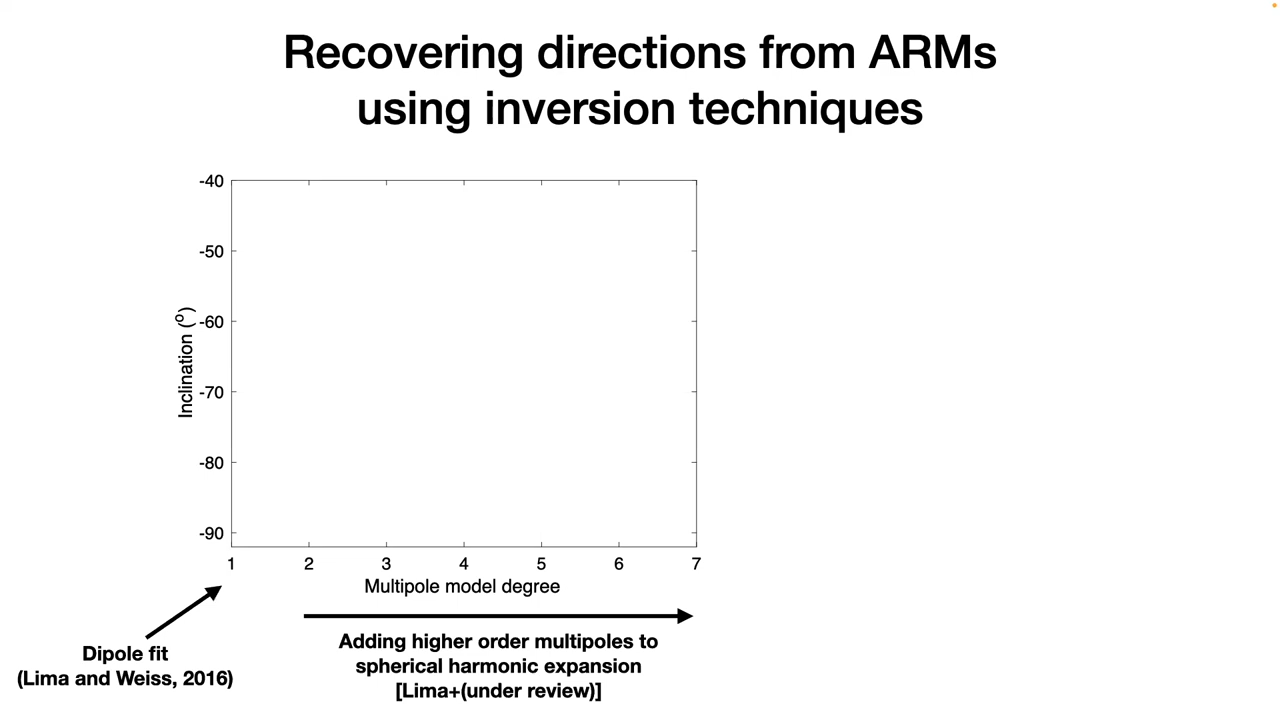 Recovering directions from ARMs
using inversion techniques
-40
-50
-60
-70
-80
-90
Inclination (º)
1 2 3 4 5 6 7
Multipole model degree
Dipole fit
(Lima and Weiss, 2016)
Adding higher order multipoles to
spherical harmonic expansion
[Lima+(under review)]